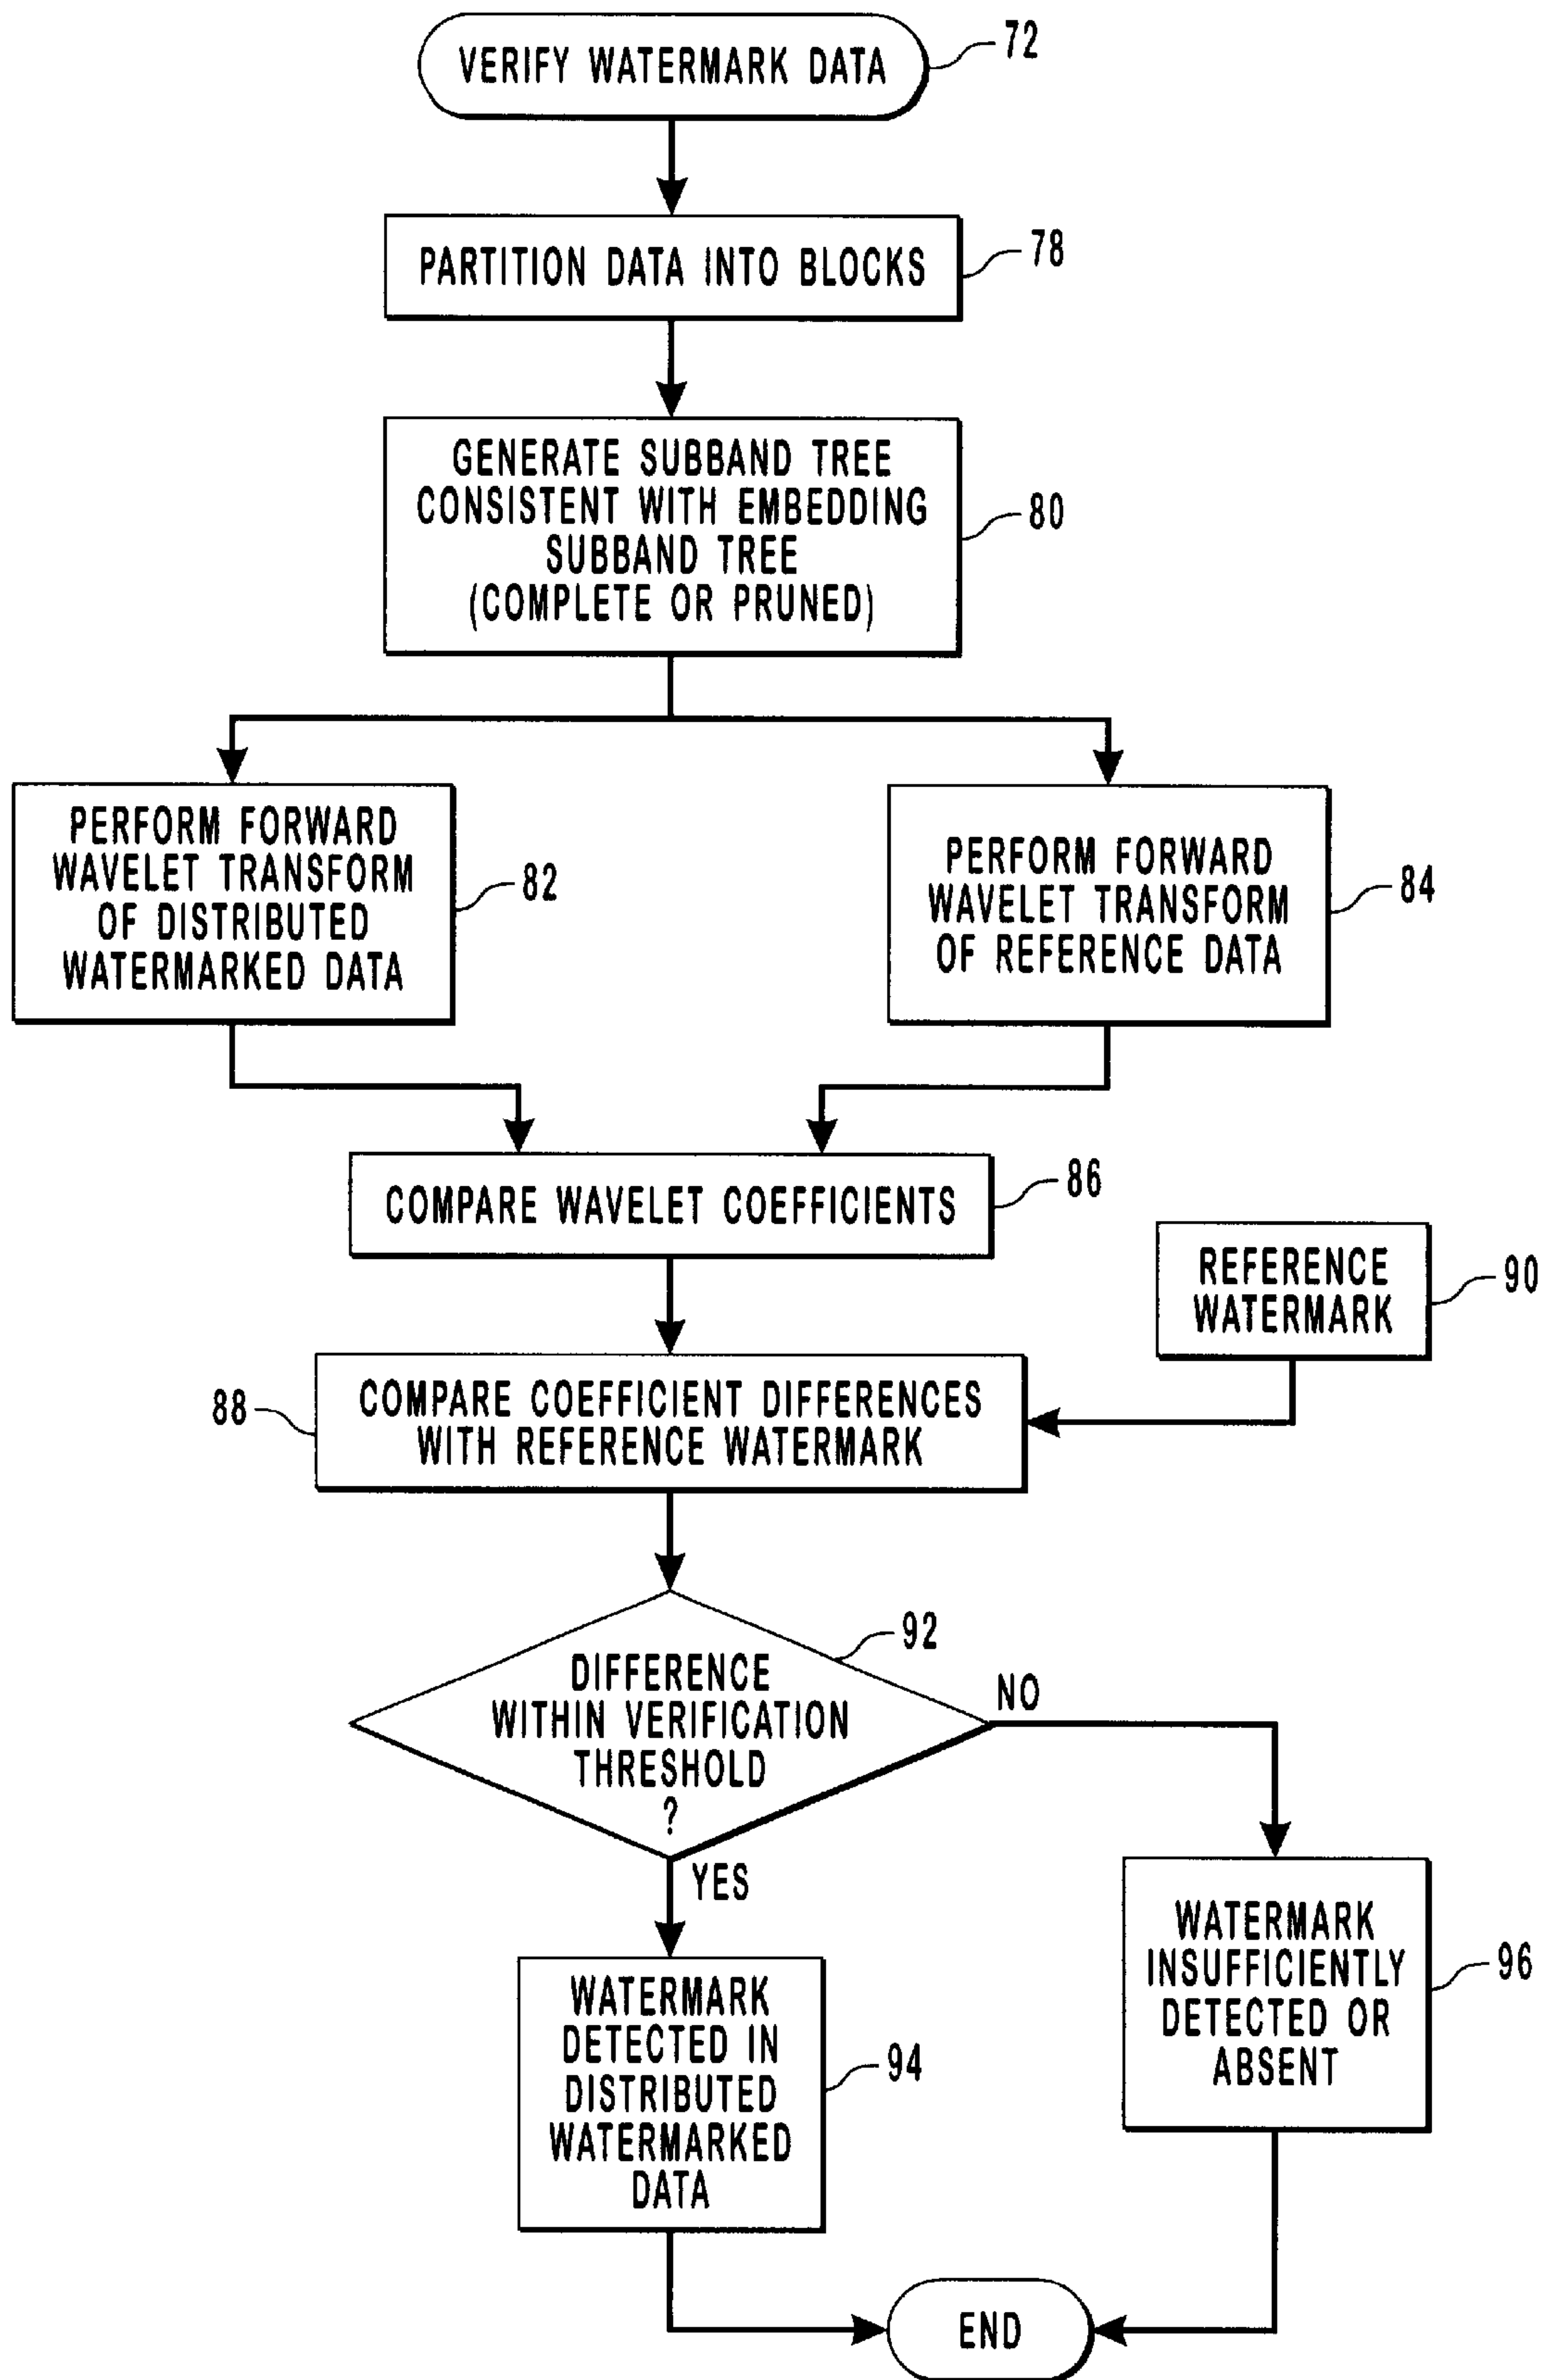 VERIFY WATERMARK DATA
72
PARTITION DATA INTO BLOCKS
78
GENERATE SUBBAND TREE
CONSISTENT WITH EMBEDDING
SUBBAND TREE
(COMPLETE OR PRUNED)
80
PERFORM FORWARD
WAVELET TRANSFORM
OF DISTRIBUTED
WATERMARKED DATA
82
PERFORM FORWARD
WAVELET TRANSFORM
OF REFERENCE DATA
84
COMPARE WAVELET COEFFICIENTS
86
REFERENCE
WATERMARK
90
88
COMPARE COEFFICIENT DIFFERENCES
WITH REFERENCE WATERMARK
92
DIFFERENCE
WITHIN VERIFICATION
THRESHOLD
?
NO
YES
WATERMARK
DETECTED IN
DISTRIBUTED
WATERMARKED
DATA
94
WATERMARK
INSUFFICIENTLY
DETECTED OR
ABSENT
96
END